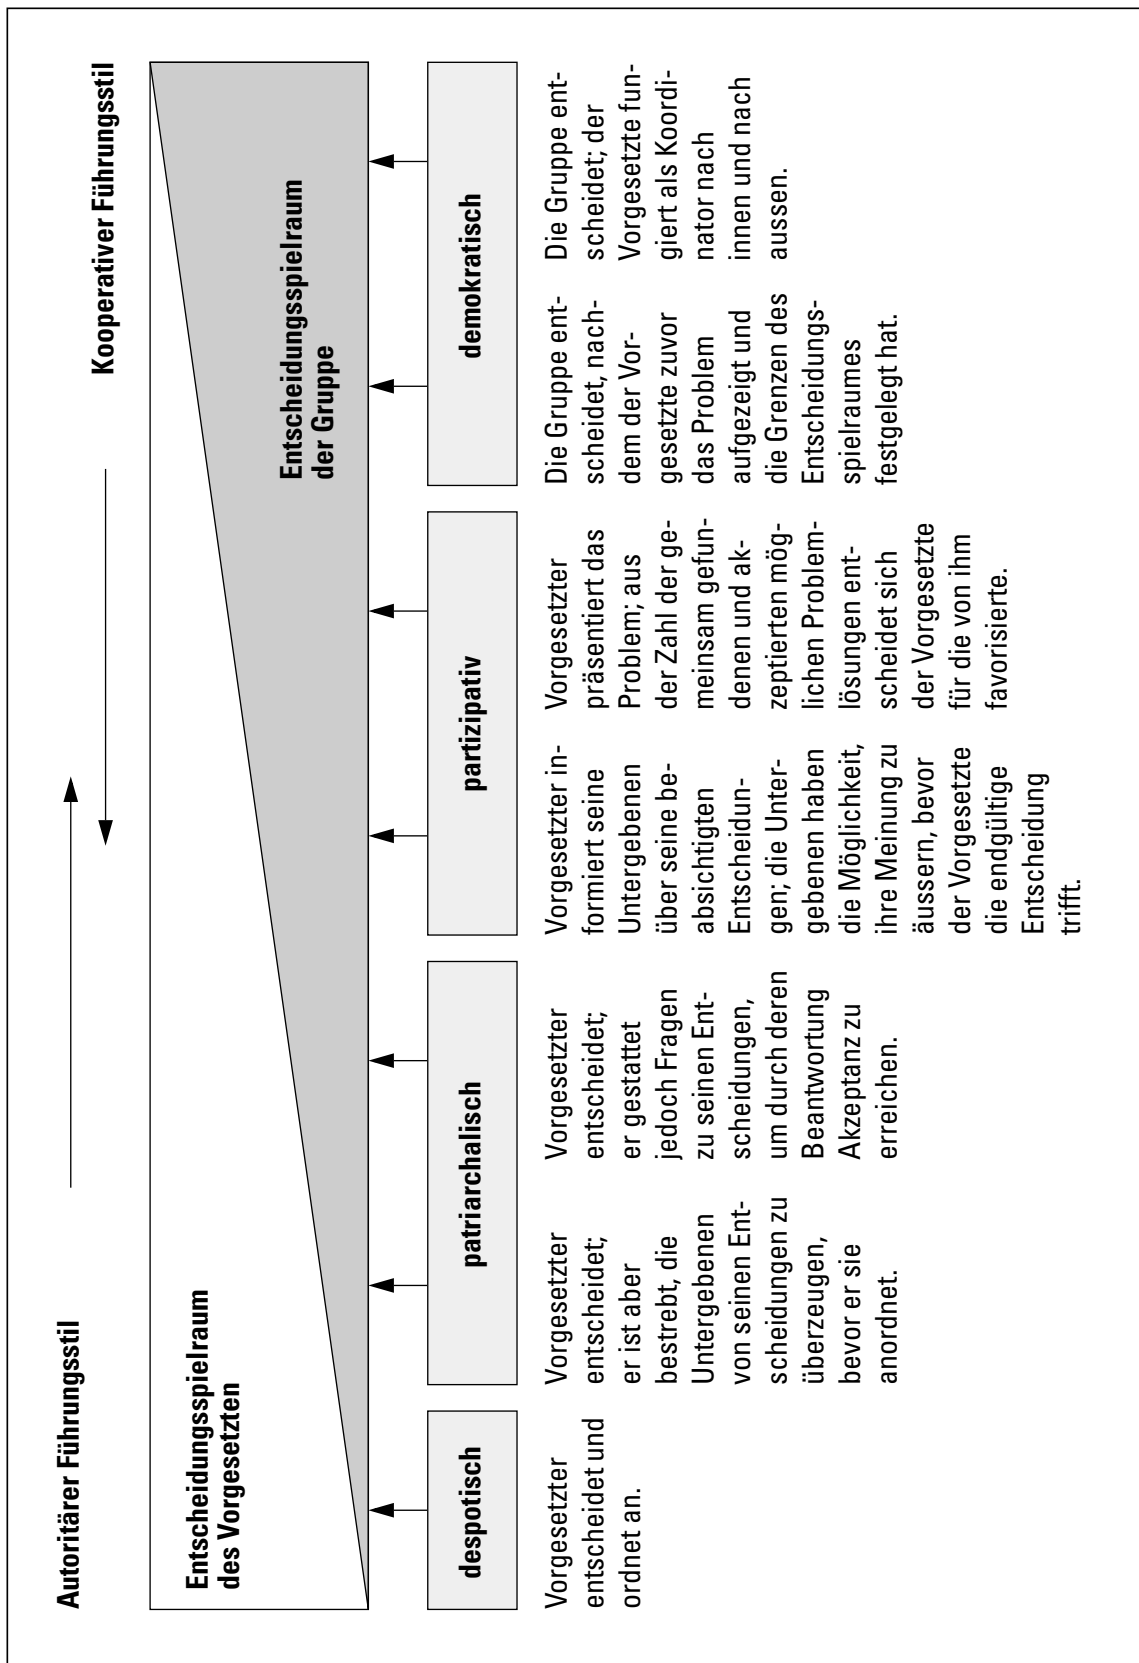 Autoritärer Führungsstil
Kooperativer Führungsstil
Entscheidungsspielraum
des Vorgesetzten
Entscheidungsspielraum
der Gruppe
despotisch
patriarchalisch
partizipativ
demokratisch
Vorgesetzter
entscheidet und
ordnet an.
Vorgesetzter
entscheidet;
er ist aber
bestrebt, die
Untergebenen
von seinen Ent-
scheidungen zu
überzeugen,
bevor er sie
anordnet.
Vorgesetzter
entscheidet;
er gestattet
jedoch Fragen
zu seinen Ent-
scheidungen,
um durch deren
Beantwortung
Akzeptanz zu
erreichen.
Vorgesetzter in-
formiert seine
Untergebenen
über seine be-
absichtigten
Entscheidun-
gen; die Unter-
gebenen haben
die Möglichkeit,
ihre Meinung zu
äussern, bevor
der Vorgesetzte
die endgültige
Entscheidung
trifft.
Vorgesetzter
präsentiert das
Problem; aus
der Zahl der ge-
meinsam gefun-
denen und ak-
zeptierten mög-
lichen Problem-
lösungen ent-
scheidet sich
der Vorgesetzte
für die von ihm
favorisierte.
Die Gruppe ent-
scheidet, nach-
dem der Vor-
gesetzte zuvor
das Problem
aufgezeigt und
die Grenzen des
Entscheidungs-
spielraumes
festgelegt hat.
Die Gruppe ent-
scheidet; der
Vorgesetzte fun-
giert als Koordi-
nator nach
innen und nach
aussen.